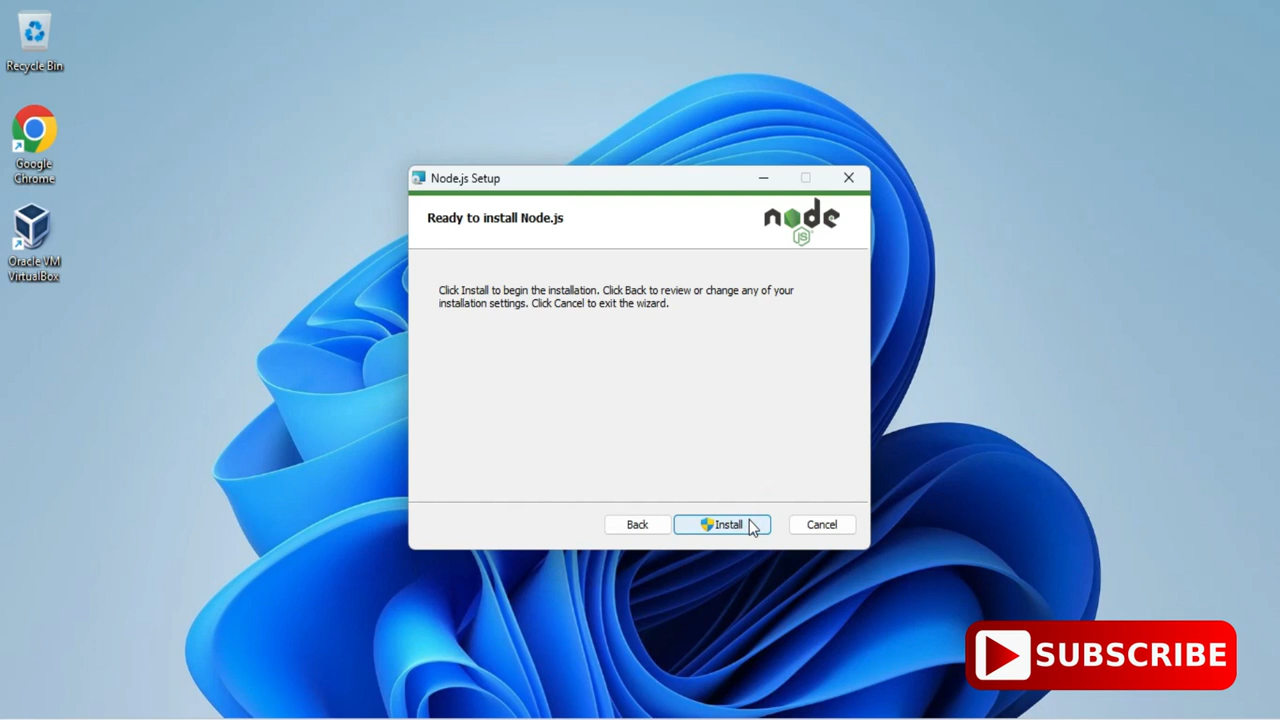 Recycle Bin
Google
Chrome
Oracle VM
VirtualBox
Node.js Setup
Ready to install Node.js
node
JS
Click Install to begin the installation. Click Back to review or change any of your
installation settings. Click Cancel to exit the wizard.
Back
Install
Cancel
SUBSCRIBE